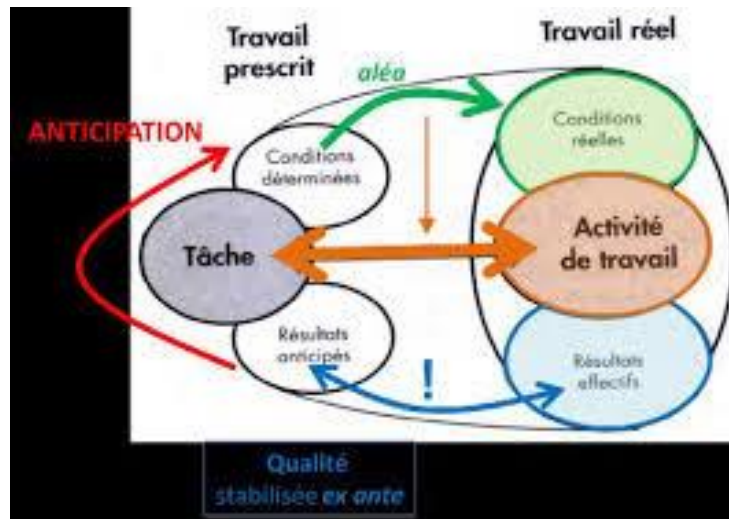 Travail
prescrit
Travail réel
aléa
ANTICIPATION
Conditions
déterminées
Conditions
réelles
Tâche
Activité
de travail
Résultats
anticipés
!
Résultats
effectifs
Qualité
stabilisée ex ante